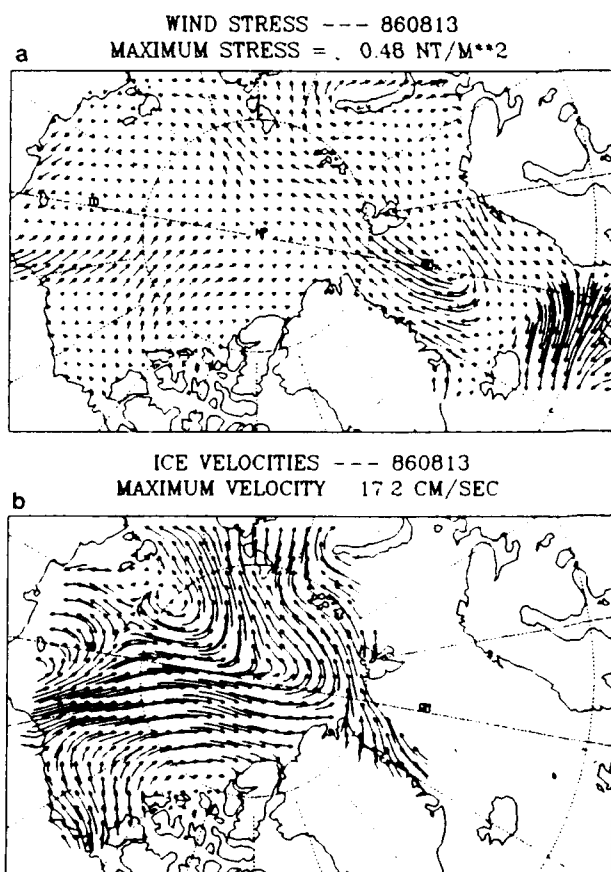 WIND STRESS --- 860813
a
MAXIMUM STRESS = . 0.48 NT/M**2
ICE VELOCITIES --- 860813
b
MAXIMUM VELOCITY 17 2 CM/SEC